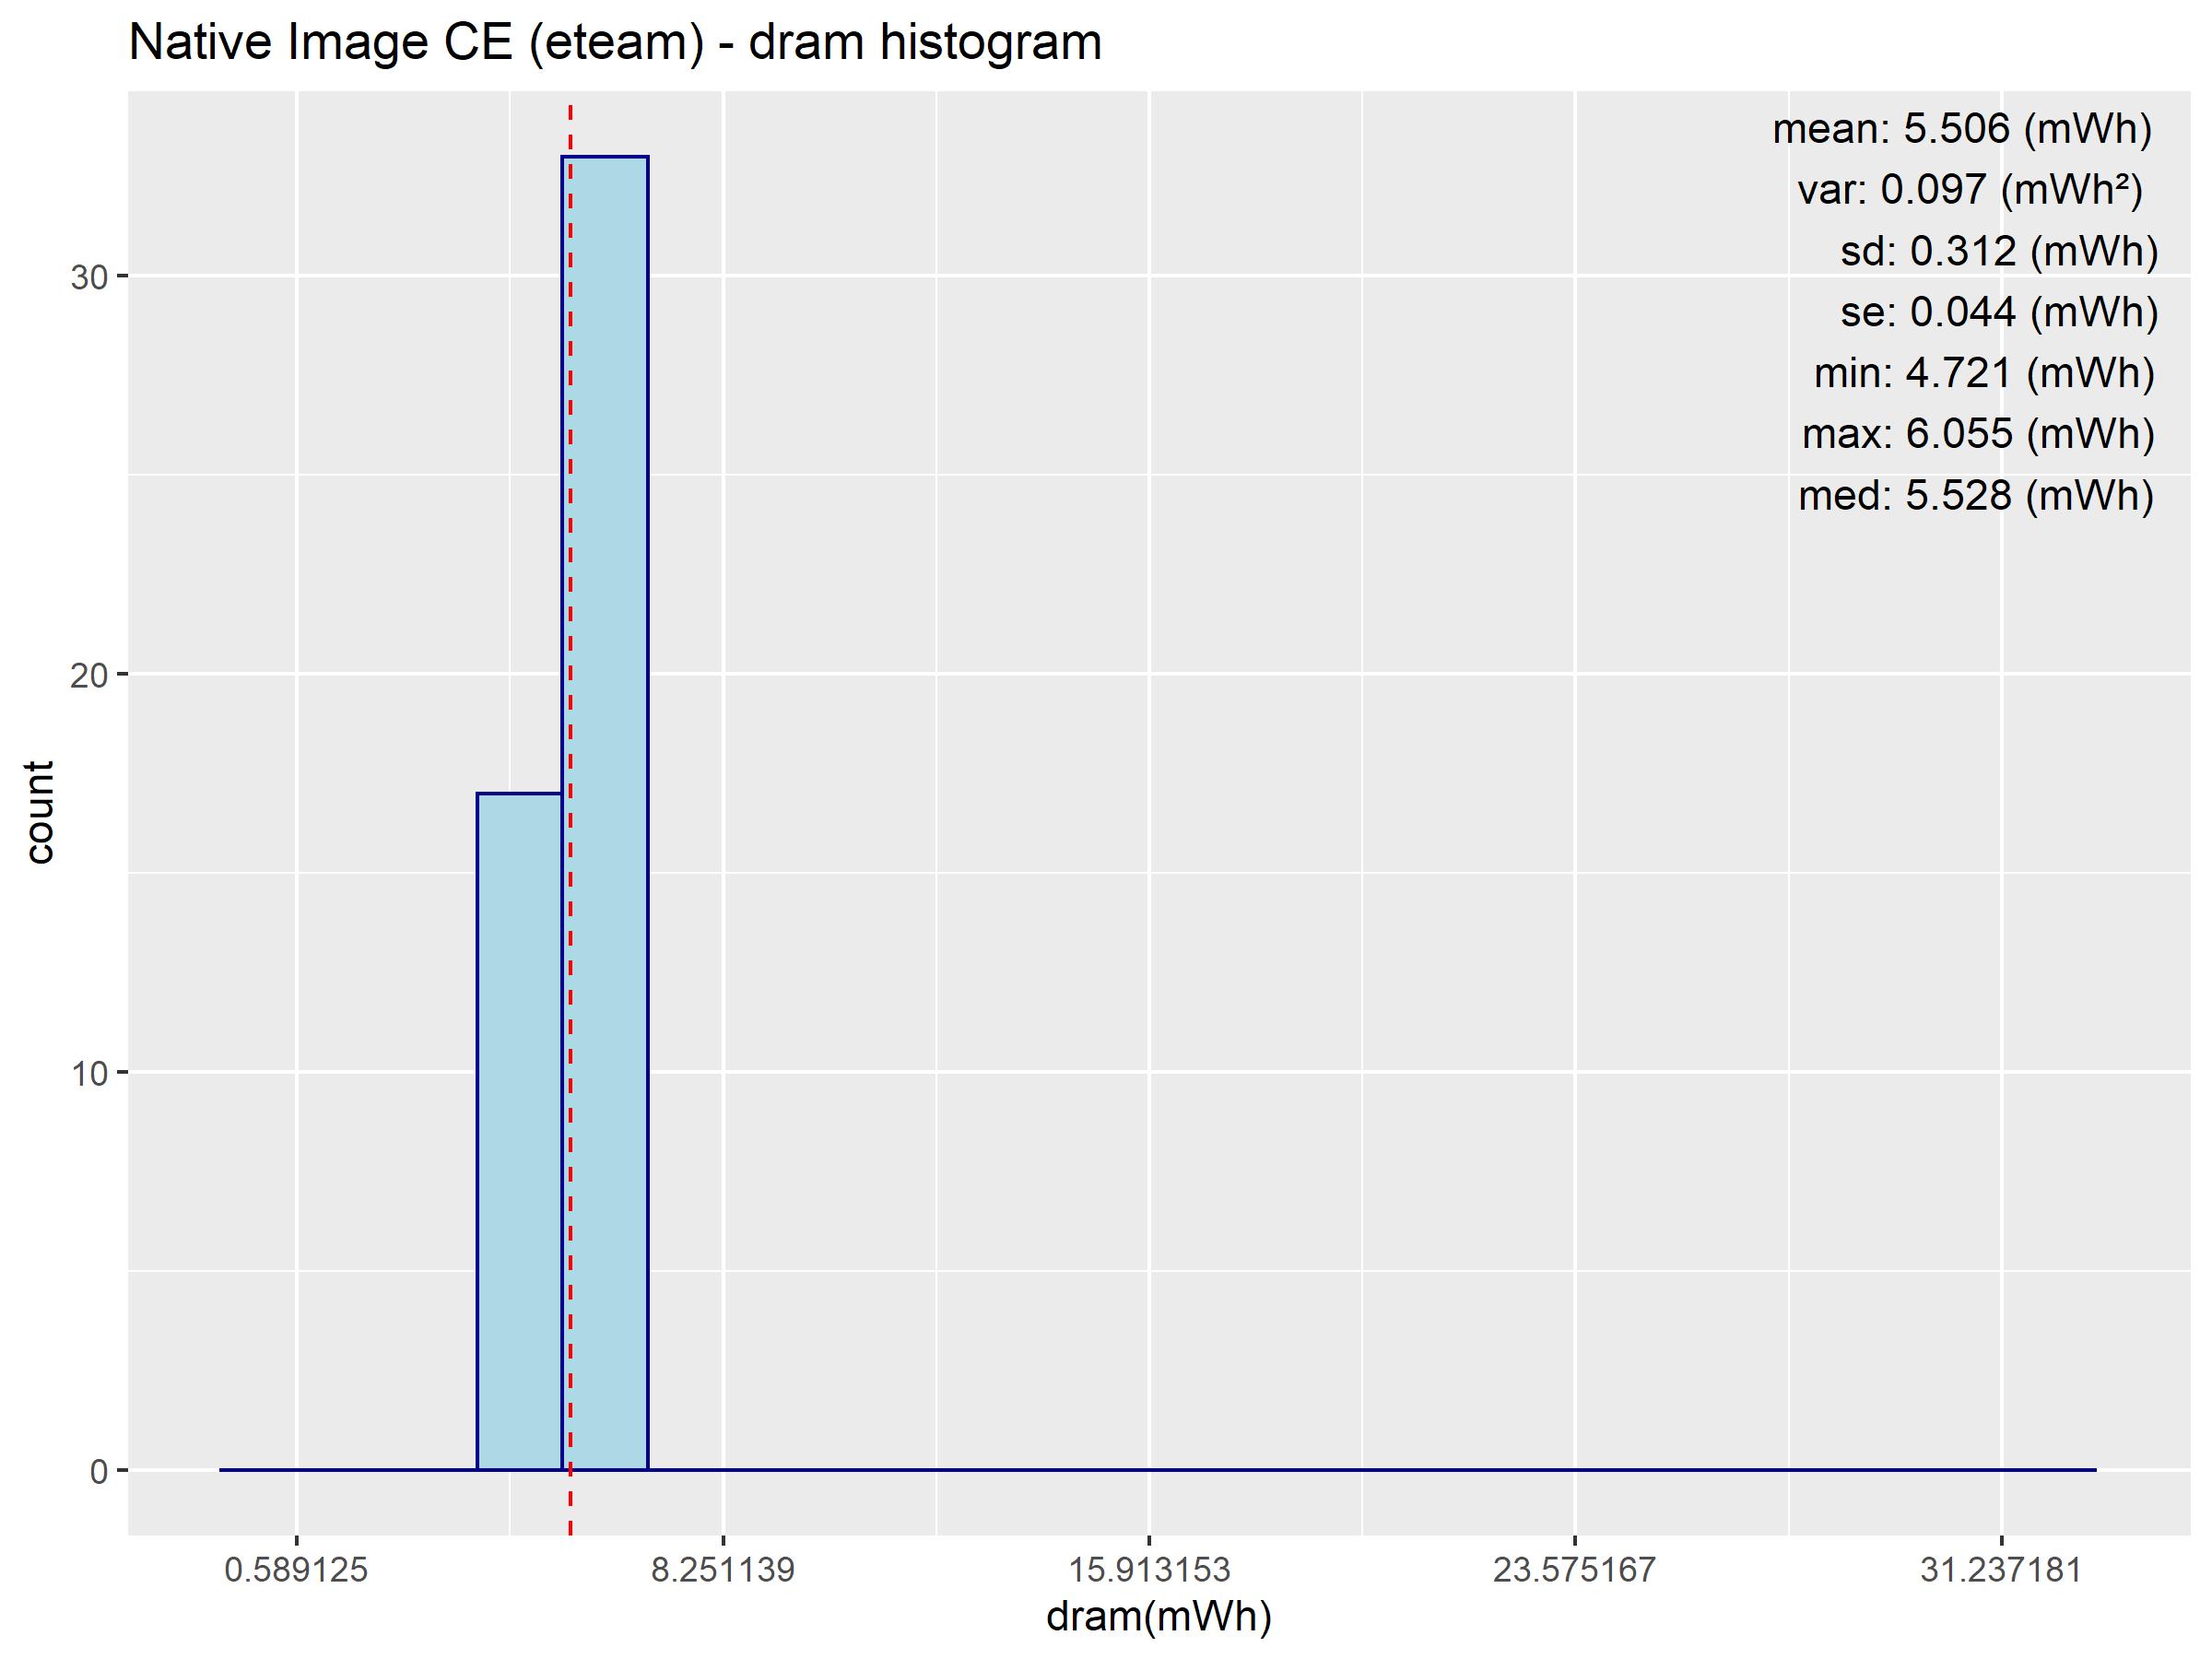 Native Image CE (eteam) - dram histogram
mean: 5.506 (mWh)
var: 0.097 (mWh²)
sd: 0.312 (mWh)
se: 0.044 (mWh)
min: 4.721 (mWh)
max: 6.055 (mWh)
med: 5.528 (mWh)
30
20
10
0
count
0.589125 8.251139 15.913153 23.575167 31.237181
dram(mWh)